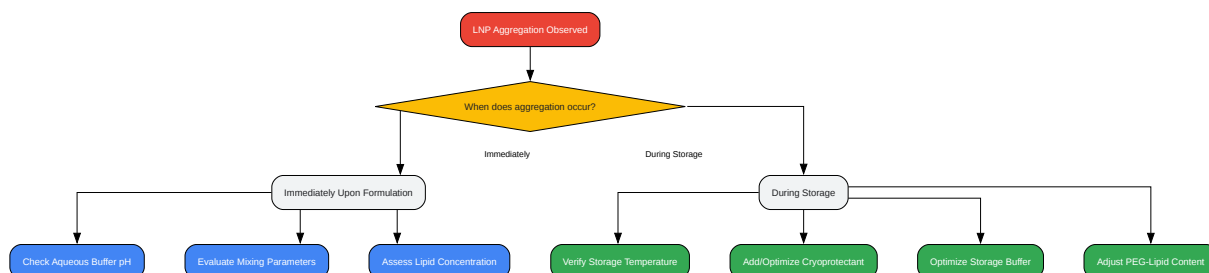 LNP Aggregation Observed
When does aggregation occur?
Immediately
During Storage
Immediately Upon Formulation
During Storage
Check Aqueous Buffer pH
Evaluate Mixing Parameters
Assess Lipid Concentration
Verify Storage Temperature
Add/Optimize Cryoprotectant
Optimize Storage Buffer
Adjust PEG-Lipid Content